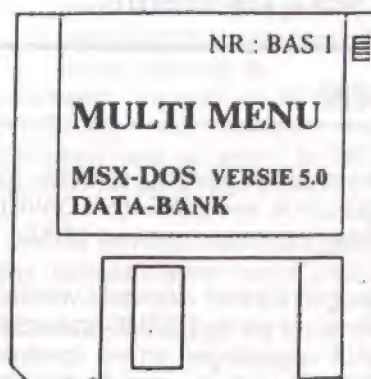 NR : BAS 1
MULTI MENU
MSX-DOS VERSIE 5.0
DATA-BANK